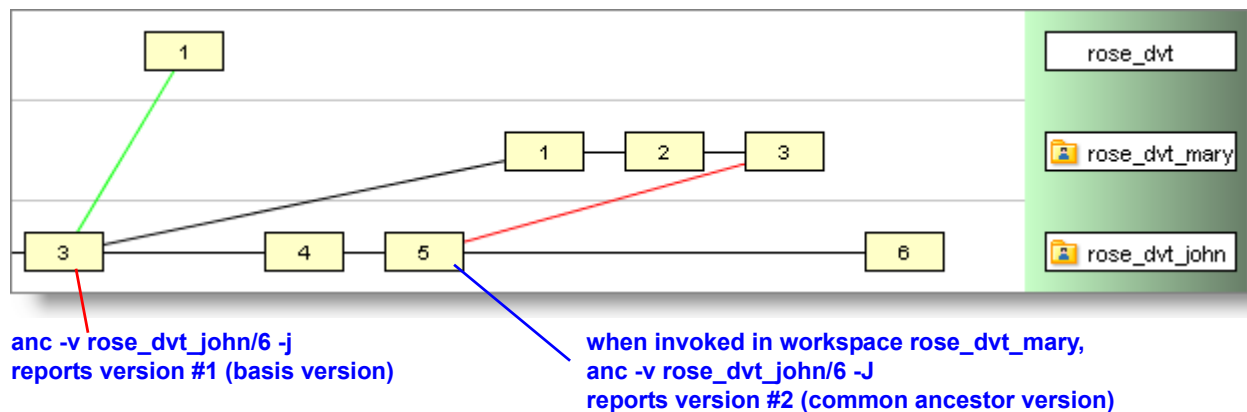 1
rose_dvt
1
2
3
rose_dvt_mary
3
4
5
6
rose_dvt_john
anc -v rose_dvt_john/6 -j
reports version #1 (basis version)
when invoked in workspace rose_dvt_mary,
anc -v rose_dvt_john/6 -J
reports version #2 (common ancestor version)